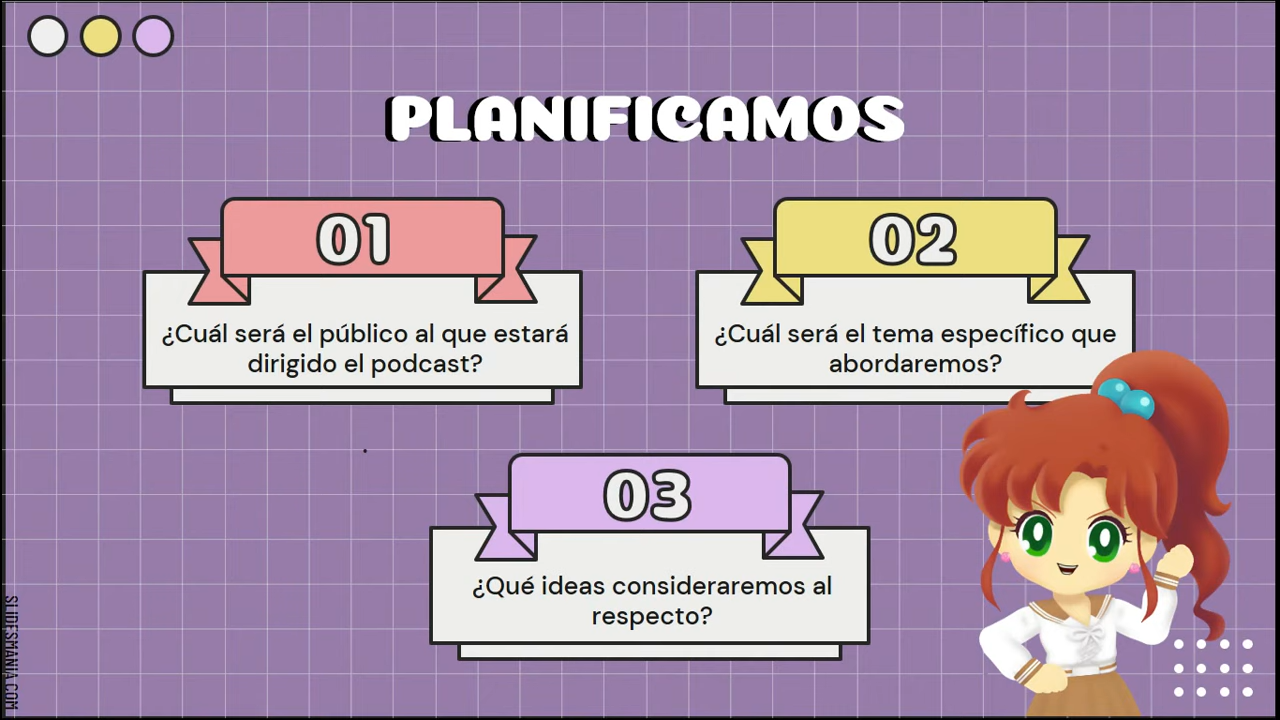 PLANIFICAMOS
01
¿Cuál será el público al que estará
dirigido el podcast?
02
¿Cuál será el tema específico que
abordaremos?
03
¿Qué ideas consideraremos al
respecto?
SLIDESMANIA.COM